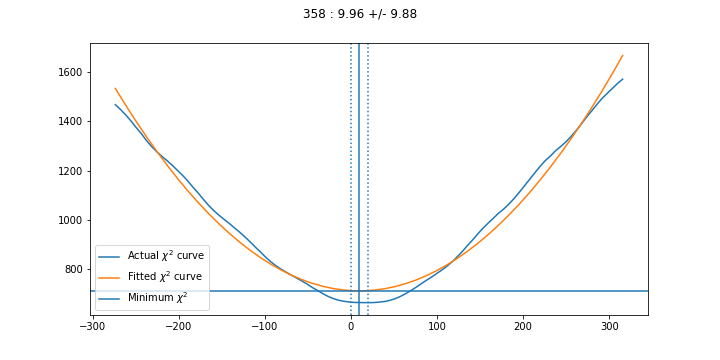 358 : 9.96 +/- 9.88
1600
1400
1200
1000
800
Actual χ² curve
Fitted χ² curve
Minimum χ²
−300 −200 −100 0 100 200 300